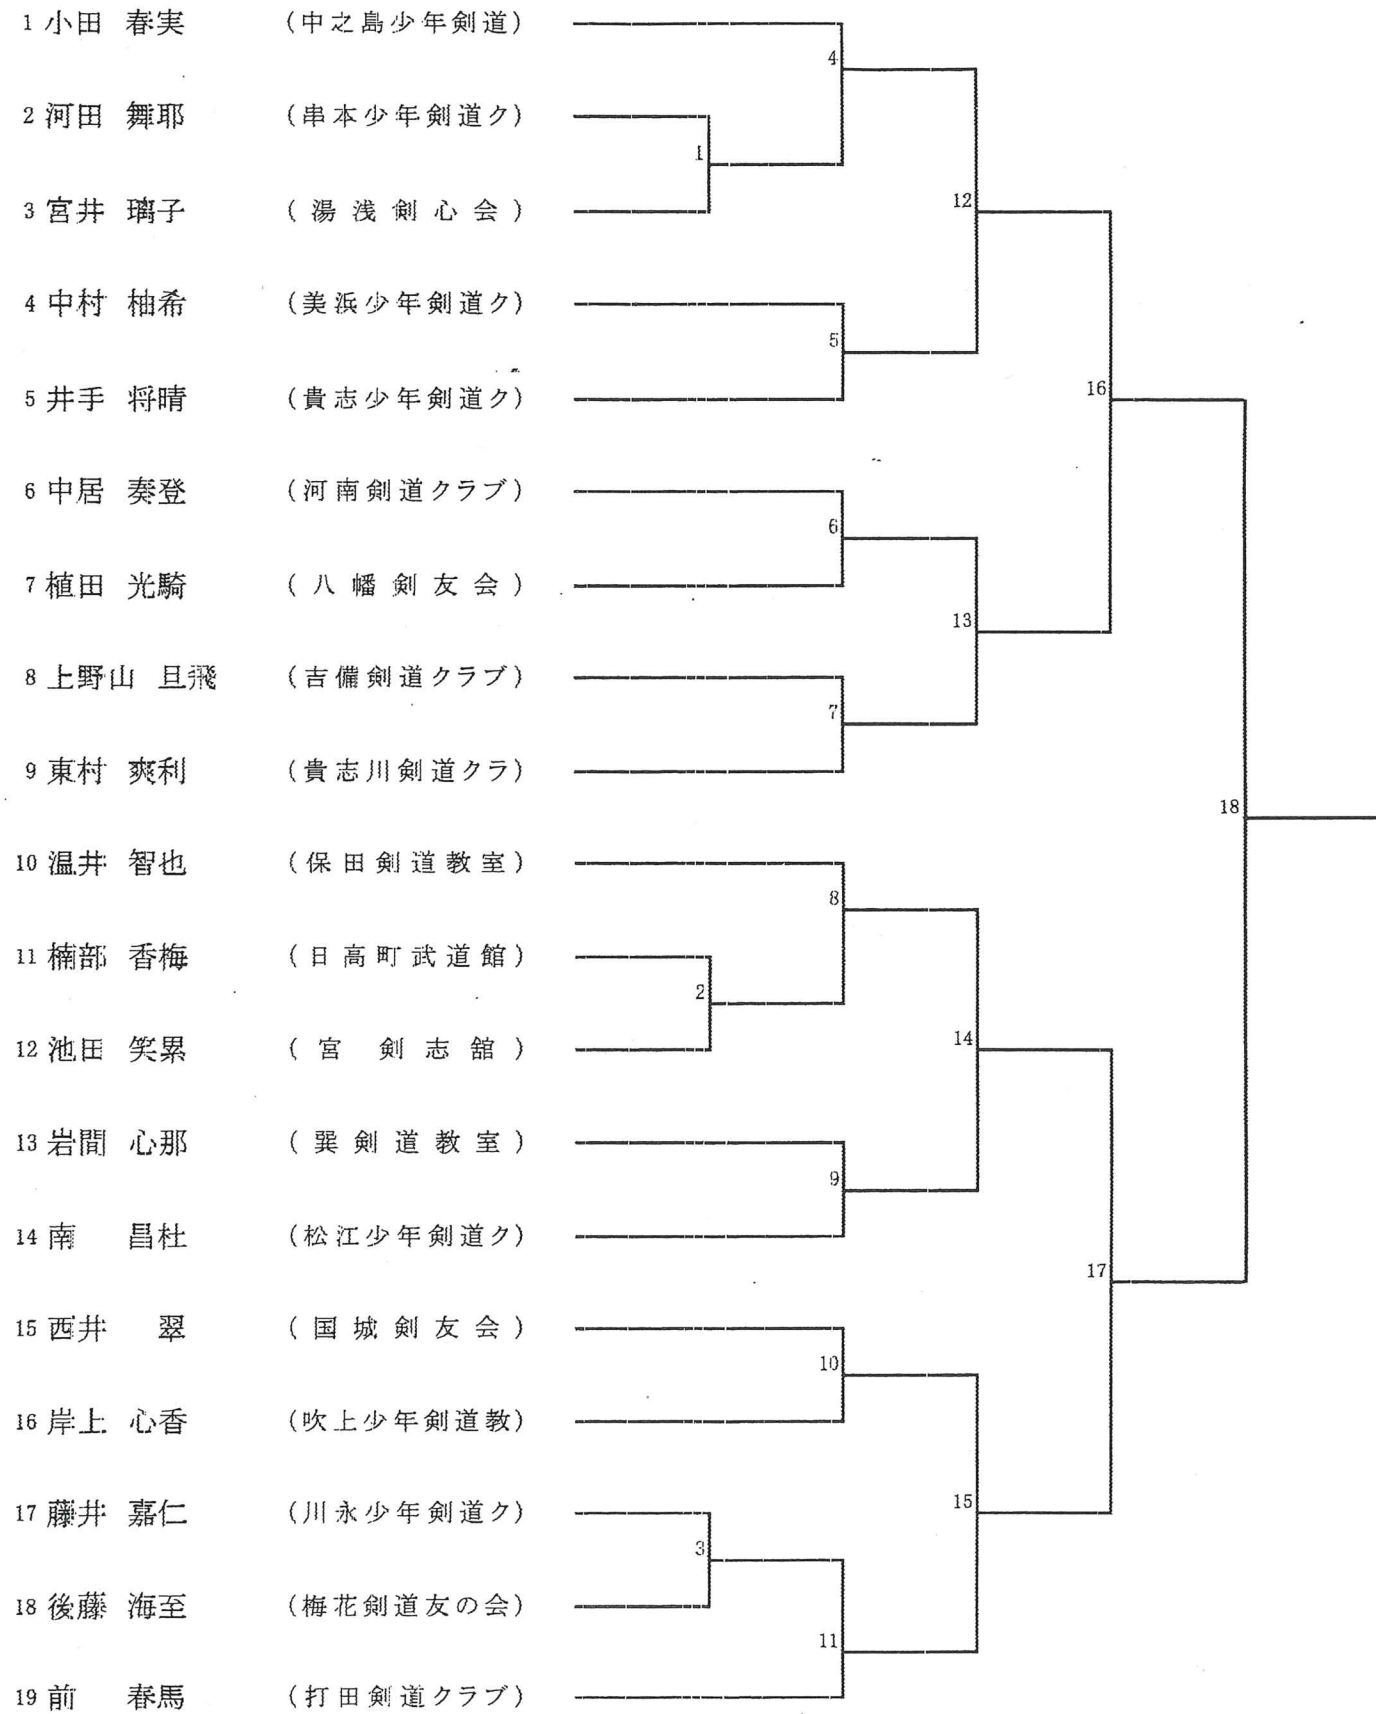 1 小田 春実 (中之島少年剣道)
4
2 河田 舞耶 (串本少年剣道ク)
1
3 宮井 璃子 (湯浅剣心会)
12
4 中村 柚希 (美浜少年剣道ク)
5
5 井手 将晴 (貴志少年剣道ク)
16
6 中居 奏登 (河南剣道クラブ)
6
7 植田 光騎 (八幡剣友会)
13
8 上野山 旦飛 (吉備剣道クラブ)
7
9 東村 爽利 (貴志川剣道クラ)
18
10 温井 智也 (保田剣道教室)
8
11 楠部 香梅 (日高町武道館)
2
12 池田 笑累 (宮 剣志舘)
14
13 岩間 心那 (巽剣道教室)
9
14 南 昌杜 (松江少年剣道ク)
17
15 西井 翠 (国城剣友会)
10
16 岸上 心香 (吹上少年剣道教)
15
17 藤井 嘉仁 (川永少年剣道ク)
3
18 後藤 海至 (梅花剣道友の会)
11
19 前 春馬 (打田剣道クラブ)